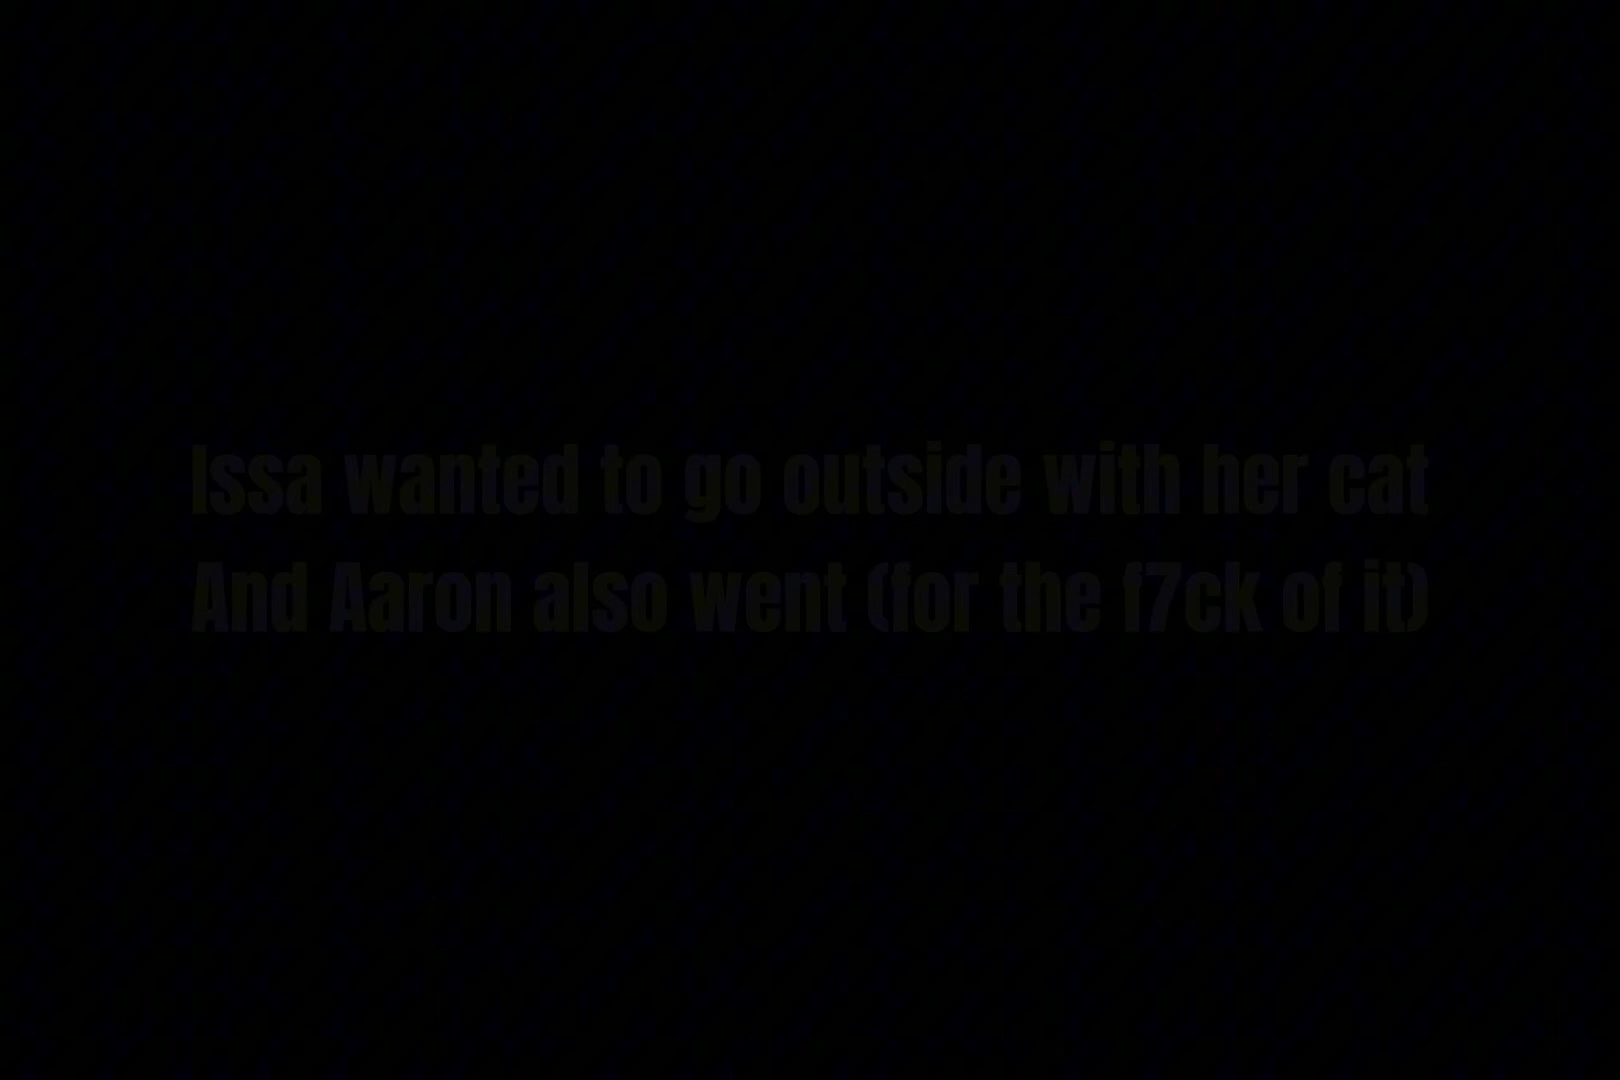 Issa wanted to go outside with her cat
And Aaron also went (for the f7ck of it)